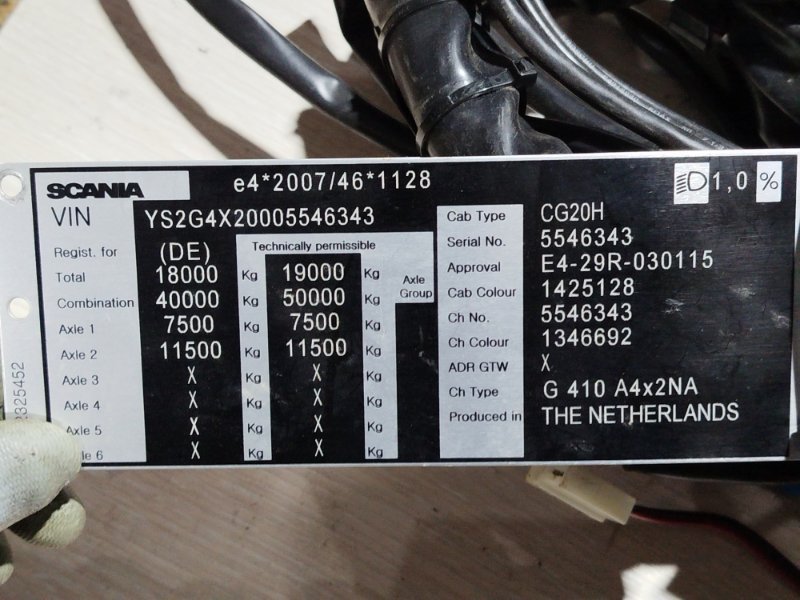 SCANIA e4*2007/46*1128 1,0 %
VIN YS2G4X20005546343
Regist. for (DE) Technically permissible
Total 18000 Kg 19000 Kg Axle Group
Combination 40000 Kg 50000 Kg
Axle 1 7500 Kg 7500 Kg
Axle 2 11500 Kg 11500 Kg
Axle 3 X Kg X Kg
Axle 4 X Kg X Kg
Axle 5 X Kg X Kg
Axle 6 X Kg X Kg
Cab Type CG20H
Serial No. 5546343
Approval E4-29R-030115
Cab Colour 1425128
Ch No. 5546343
Ch Colour 1346692
ADR GTW X
Ch Type G 410 A4x2NA
Produced in THE NETHERLANDS
2325452